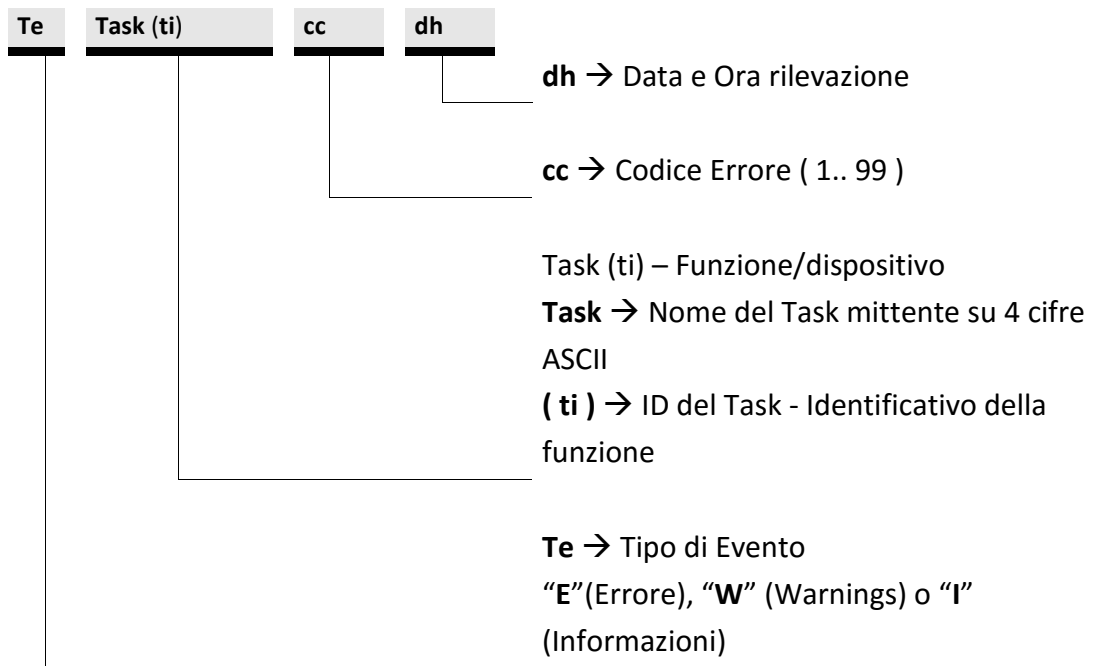 Te Task (ti) cc dh
dh → Data e Ora rilevazione
cc → Codice Errore ( 1.. 99 )
Task (ti) – Funzione/dispositivo
Task → Nome del Task mittente su 4 cifre
ASCII
( ti ) → ID del Task - Identificativo della
funzione
Te → Tipo di Evento
“E”(Errore), “W” (Warnings) o “I”
(Informazioni)